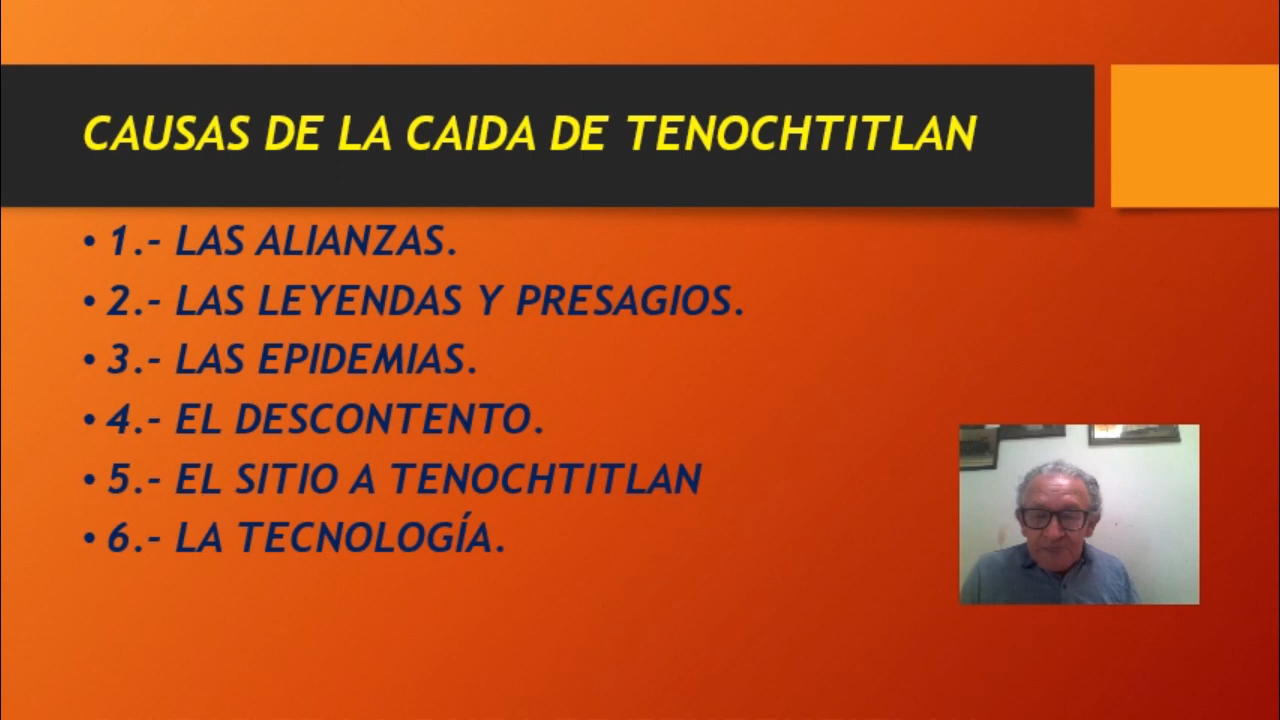 CAUSAS DE LA CAIDA DE TENOCHTITLAN
• 1.- LAS ALIANZAS.
• 2.- LAS LEYENDAS Y PRESAGIOS.
• 3.- LAS EPIDEMIAS.
• 4.- EL DESCONTENTO.
• 5.- EL SITIO A TENOCHTITLAN
• 6.- LA TECNOLOGÍA.